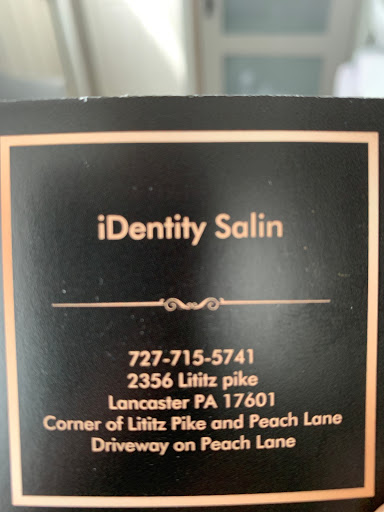 iDentity Salin
727-715-5741
2356 Lititz pike
Lancaster PA 17601
Corner of Lititz Pike and Peach Lane
Driveway on Peach Lane